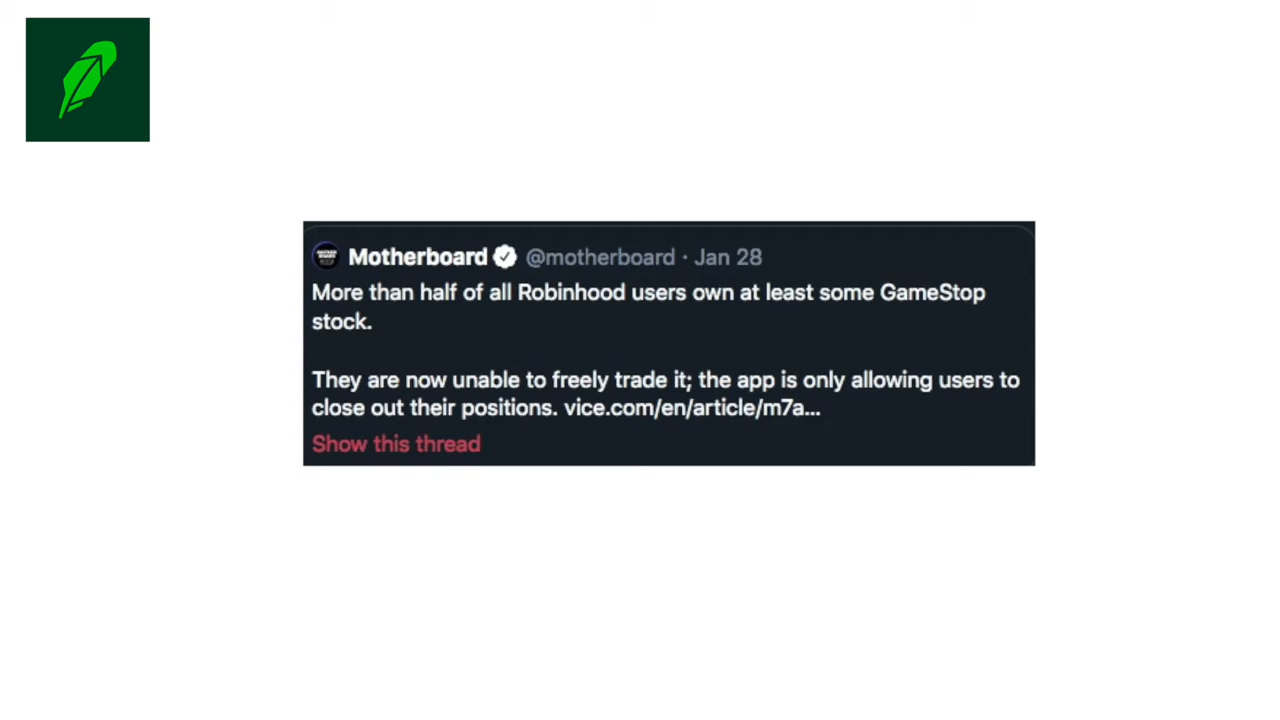 Motherboard @motherboard · Jan 28
More than half of all Robinhood users own at least some GameStop
stock.
They are now unable to freely trade it; the app is only allowing users to
close out their positions. vice.com/en/article/m7a...
Show this thread